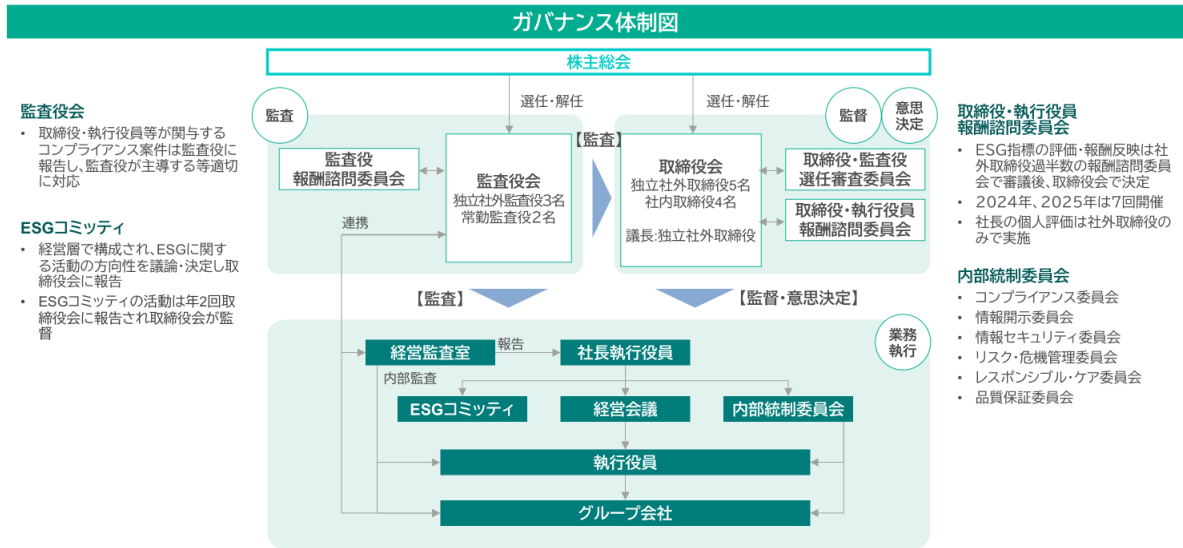 ガバナンス体制図
株主総会
選任・解任
選任・解任
監査
監督
意思
決定
【監査】
監査役
報酬諮問委員会
監査役会
独立社外監査役3名
常勤監査役2名
取締役会
独立社外取締役5名
社内取締役4名
議長:独立社外取締役
取締役・監査役
選任審査委員会
取締役・執行役員
報酬諮問委員会
連携
【監査】
【監督・意思決定】
業務
執行
経営監査室
報告
社長執行役員
内部監査
ESGコミッティ
経営会議
内部統制委員会
執行役員
グループ会社
監査役会
• 取締役・執行役員等が関与する
コンプライアンス案件は監査役に
報告し、監査役が主導する等適切
に対応
ESGコミッティ
• 経営層で構成され、ESGに関す
る活動の方向性を議論・決定し取
締役会に報告
• ESGコミッティの活動は年2回取
締役会に報告され取締役会が監
督
取締役・執行役員
報酬諮問委員会
• ESG指標の評価・報酬反映は社
外取締役過半数の報酬諮問委員
会で審議後、取締役会で決定
• 2024年、2025年は7回開催
• 社長の個人評価は社外取締役の
みで実施
内部統制委員会
• コンプライアンス委員会
• 情報開示委員会
• 情報セキュリティ委員会
• リスク・危機管理委員会
• レスポンシブル・ケア委員会
• 品質保証委員会